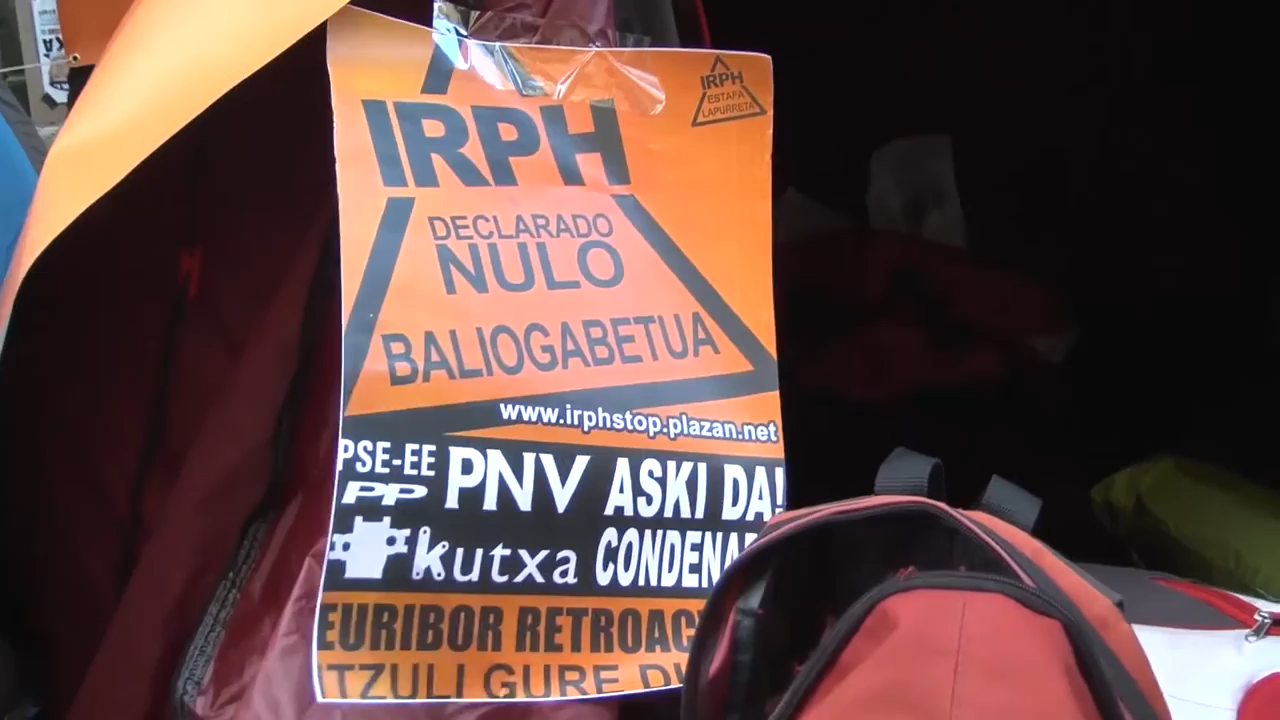 IRPH
ESTAFA
LAPURRETA
IRPH
DECLARADO
NULO
BALIOGABETUA
www.irphstop.plazan.net
PSE-EE PNV ASKI DA!
PP
kutxa
EURIBOR
GURE